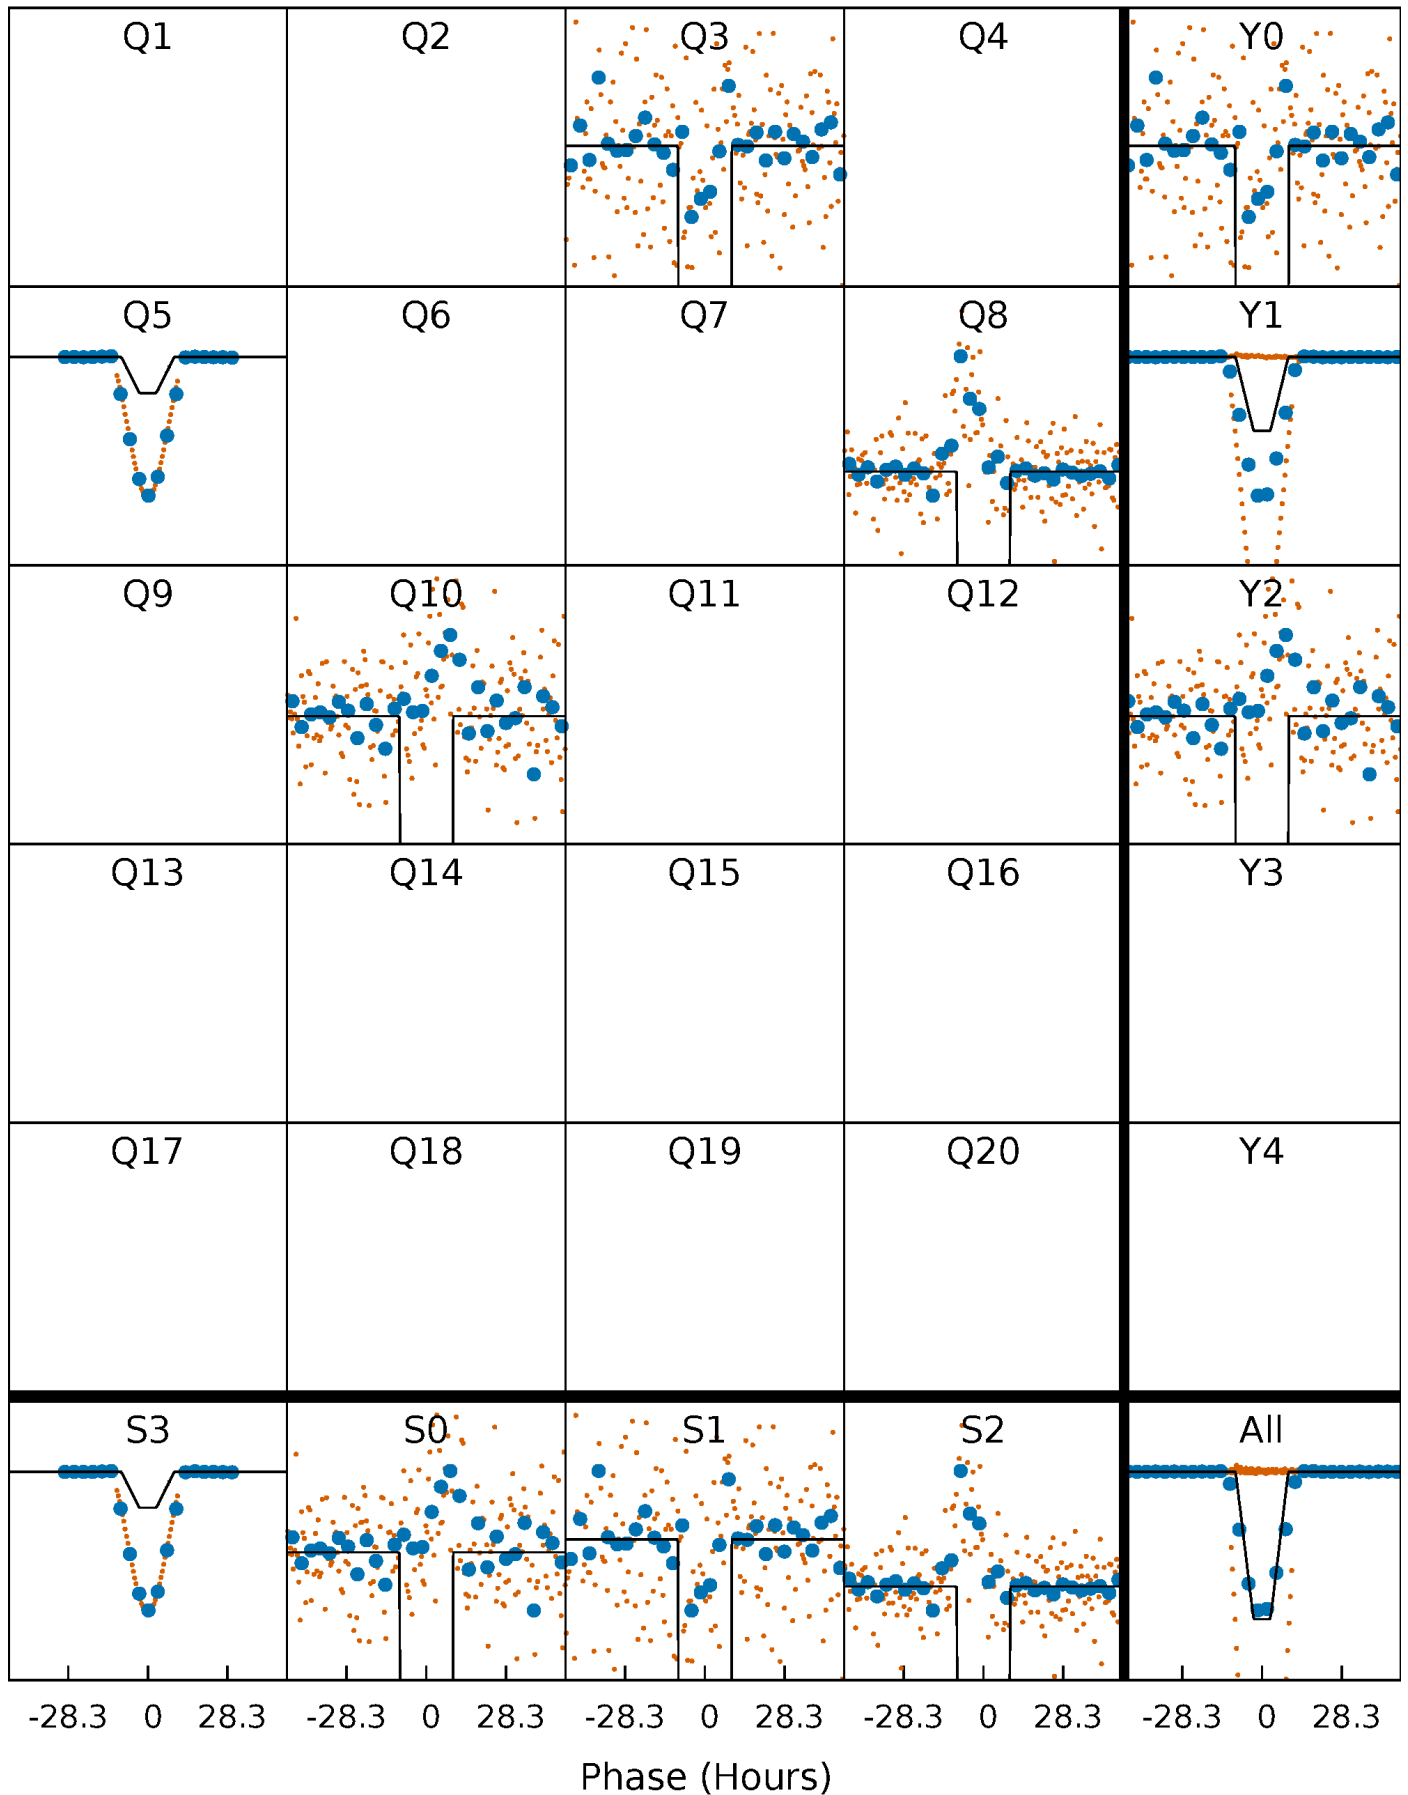 Q1 Q2 Q3 Q4 Y0
Q5 Q6 Q7 Q8 Y1
Q9 Q10 Q11 Q12 Y2
Q13 Q14 Q15 Q16 Y3
Q17 Q18 Q19 Q20 Y4
S3 S0 S1 S2 All
-28.3 0 28.3 -28.3 0 28.3 -28.3 0 28.3 -28.3 0 28.3 -28.3 0 28.3
Phase (Hours)